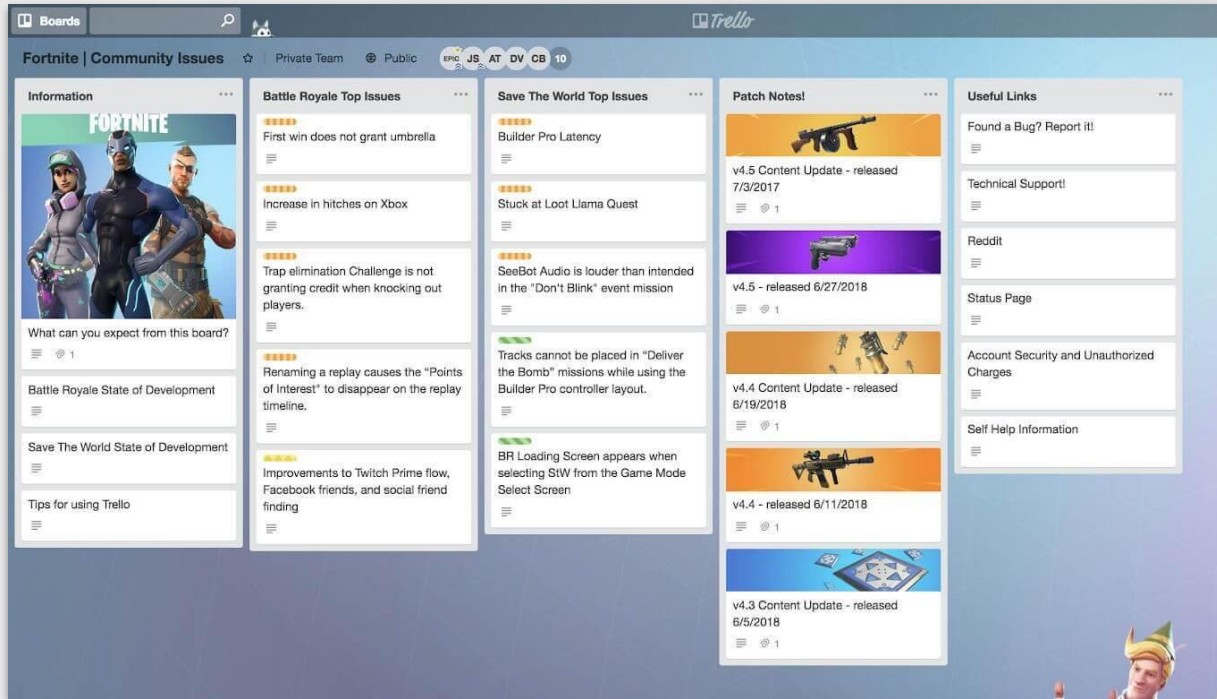 Boards
Trello
Fortnite | Community Issues
Private Team
Public
EPIC JS AT DV CB 10
Information
FORTNITE
What can you expect from this board?
1
Battle Royale State of Development
Save The World State of Development
Tips for using Trello
Battle Royale Top Issues
First win does not grant umbrella
Increase in hitches on Xbox
Trap elimination Challenge is not
granting credit when knocking out
players.
Renaming a replay causes the “Points
of Interest" to disappear on the replay
timeline.
Improvements to Twitch Prime flow,
Facebook friends, and social friend
finding
Save The World Top Issues
Builder Pro Latency
Stuck at Loot Llama Quest
SeeBot Audio is louder than intended
in the "Don't Blink" event mission
Tracks cannot be placed in “Deliver
the Bomb” missions while using the
Builder Pro controller layout.
BR Loading Screen appears when
selecting StW from the Game Mode
Select Screen
Patch Notes!
v4.5 Content Update - released
7/3/2017
1
v4.5 - released 6/27/2018
1
v4.4 Content Update - released
6/19/2018
1
v4.4 - released 6/11/2018
1
v4.3 Content Update - released
6/5/2018
1
Useful Links
Found a Bug? Report it!
Technical Support!
Reddit
Status Page
Account Security and Unauthorized
Charges
Self Help Information